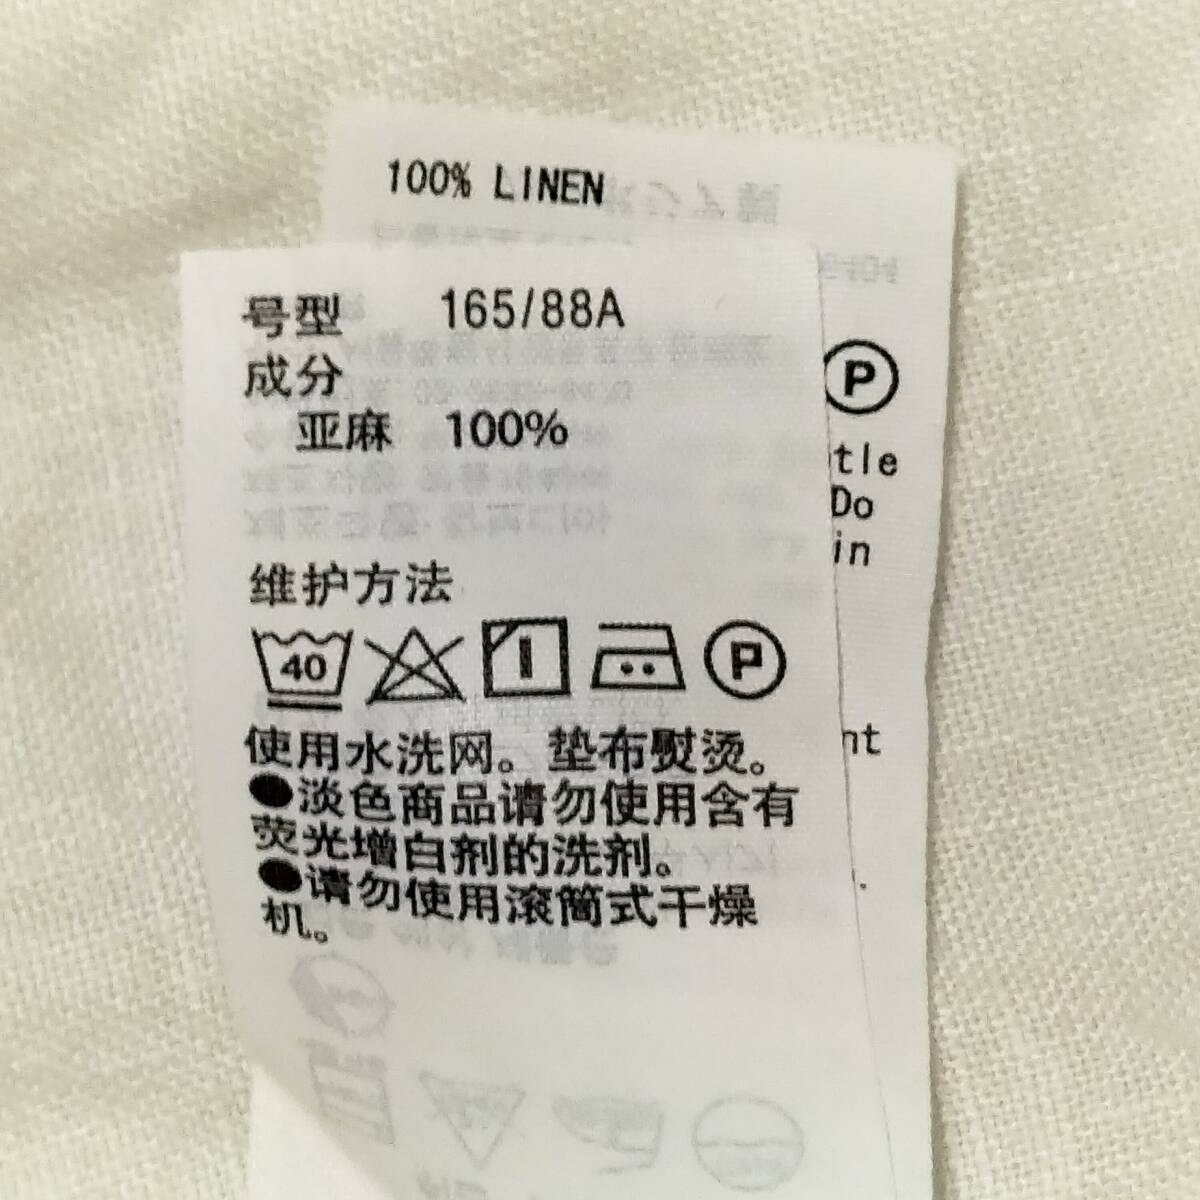 100% LINEN
号型 165/88A
成分
亚麻 100%
P
tle
Do
in
维护方法
40 P
nt
使用水洗网。垫布熨烫。
●淡色商品请勿使用含有
荧光增白剂的洗剂。
●请勿使用滚筒式干燥
机。